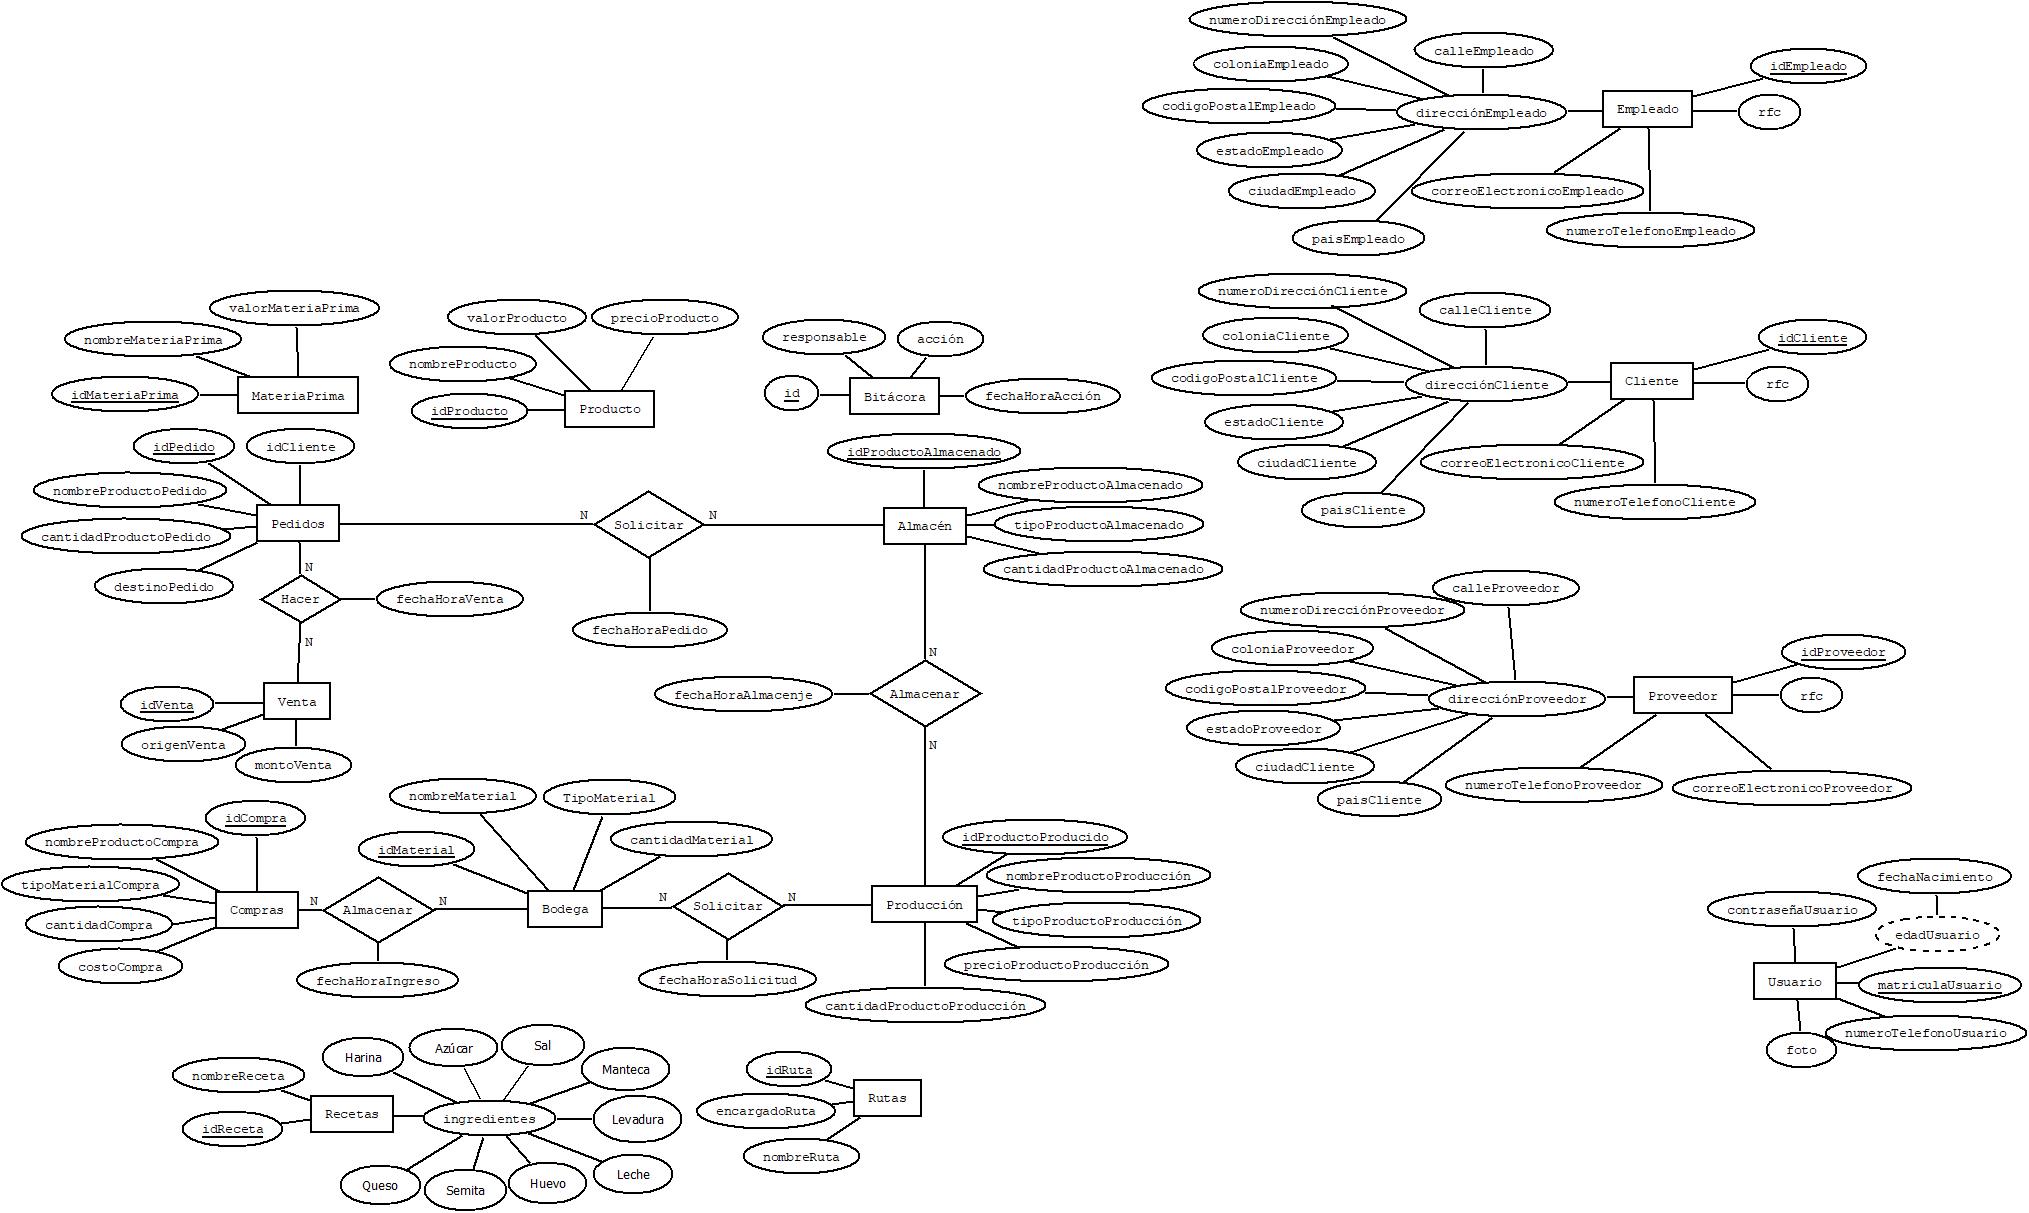 numeroDirecciónEmpleado
calleEmpleado
coloniaEmpleado
idEmpleado
codigoPostalEmpleado
direcciónEmpleado
Empleado
rfc
estadoEmpleado
ciudadEmpleado
correoElectronicoEmpleado
paisEmpleado
numeroTelefonoEmpleado
numeroDirecciónCliente
calleCliente
coloniaCliente
idCliente
codigoPostalCliente
direcciónCliente
Cliente
rfc
estadoCliente
ciudadCliente
correoElectronicoCliente
paisCliente
numeroTelefonoCliente
valorMateriaPrima
nombreMateriaPrima
idMateriaPrima
MateriaPrima
valorProducto
precioProducto
nombreProducto
idProducto
Producto
responsable
acción
id
Bitácora
fechaHoraAcción
idPedido
idCliente
nombreProductoPedido
cantidadProductoPedido
Pedidos
destinoPedido
N
Solicitar
N
fechaHoraPedido
idProductoAlmacenado
nombreProductoAlmacenado
Almacén
tipoProductoAlmacenado
cantidadProductoAlmacenado
N
Hacer
fechaHoraVenta
N
idVenta
Venta
origenVenta
montoVenta
N
fechaHoraAlmacenje
Almacenar
N
calleProveedor
numeroDirecciónProveedor
coloniaProveedor
idProveedor
codigoPostalProveedor
direcciónProveedor
Proveedor
rfc
estadoProveedor
ciudadCliente
paisCliente
numeroTelefonoProveedor
correoElectronicoProveedor
idCompra
nombreProductoCompra
tipoMaterialCompra
cantidadCompra
Compras
costoCompra
N
Almacenar
N
fechaHoraIngreso
nombreMaterial
TipoMaterial
idMaterial
cantidadMaterial
Bodega
N
Solicitar
N
fechaHoraSolicitud
idProductoProducido
nombreProductoProducción
Producción
tipoProductoProducción
precioProductoProducción
cantidadProductoProducción
fechaNacimiento
contraseñaUsuario
edadUsuario
Usuario
matriculaUsuario
numeroTelefonoUsuario
foto
nombreReceta
Harina
Azúcar
Sal
Manteca
Recetas
ingredientes
Levadura
idReceta
Queso
Semita
Huevo
Leche
idRuta
encargadoRuta
Rutas
nombreRuta